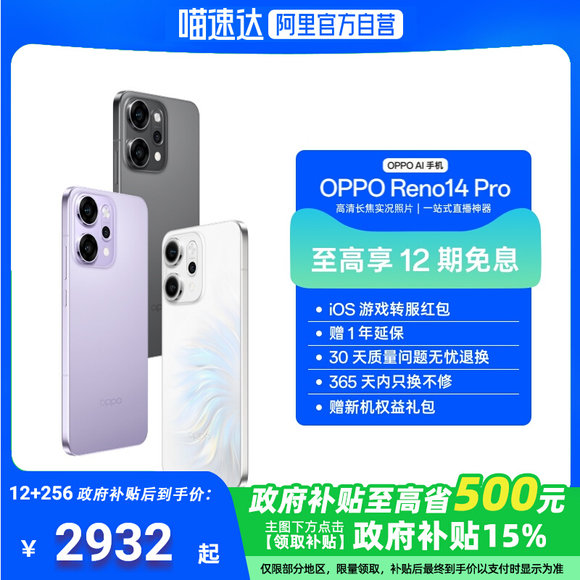 喵速达 阿里官方自营
OPPO AI 手机
OPPO Reno14 Pro
高清长焦实况照片 | 一站式直播神器
至高享 12 期免息
• iOS 游戏转服红包
• 赠 1 年延保
• 30 天质量问题无忧退换
• 365 天内只换不修
• 赠新机权益礼包
oppo
12+256 政府补贴后到手价：
¥ 2932 起
政府补贴至高省500元
主图下方点击
【领取补贴】
政府补贴15%
仅限部分地区，限量领取，补贴后最终到手价以支付时显示为准